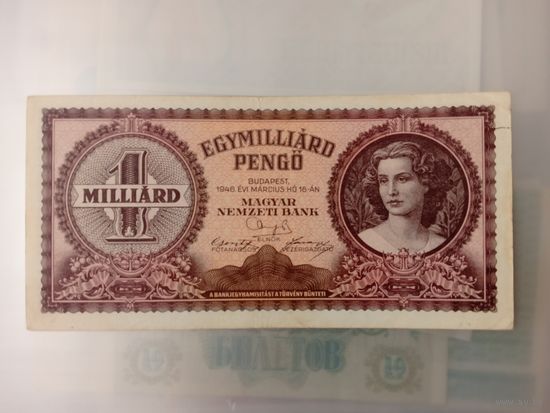 EGYMILLIÁRD
PENGŐ
1
MILLIÁRD
BUDAPEST,
1946. ÉVI MÁRCIUS HÓ 18-ÁN
MAGYAR
NEMZETI BANK
ELNÖK
FŐTANÁCSOS
VEZÉRIGAZGATÓ
A BANKJEGYHAMISÍTÁST A TÖRVÉNY BÜNTETI
БИЛЕТОВ